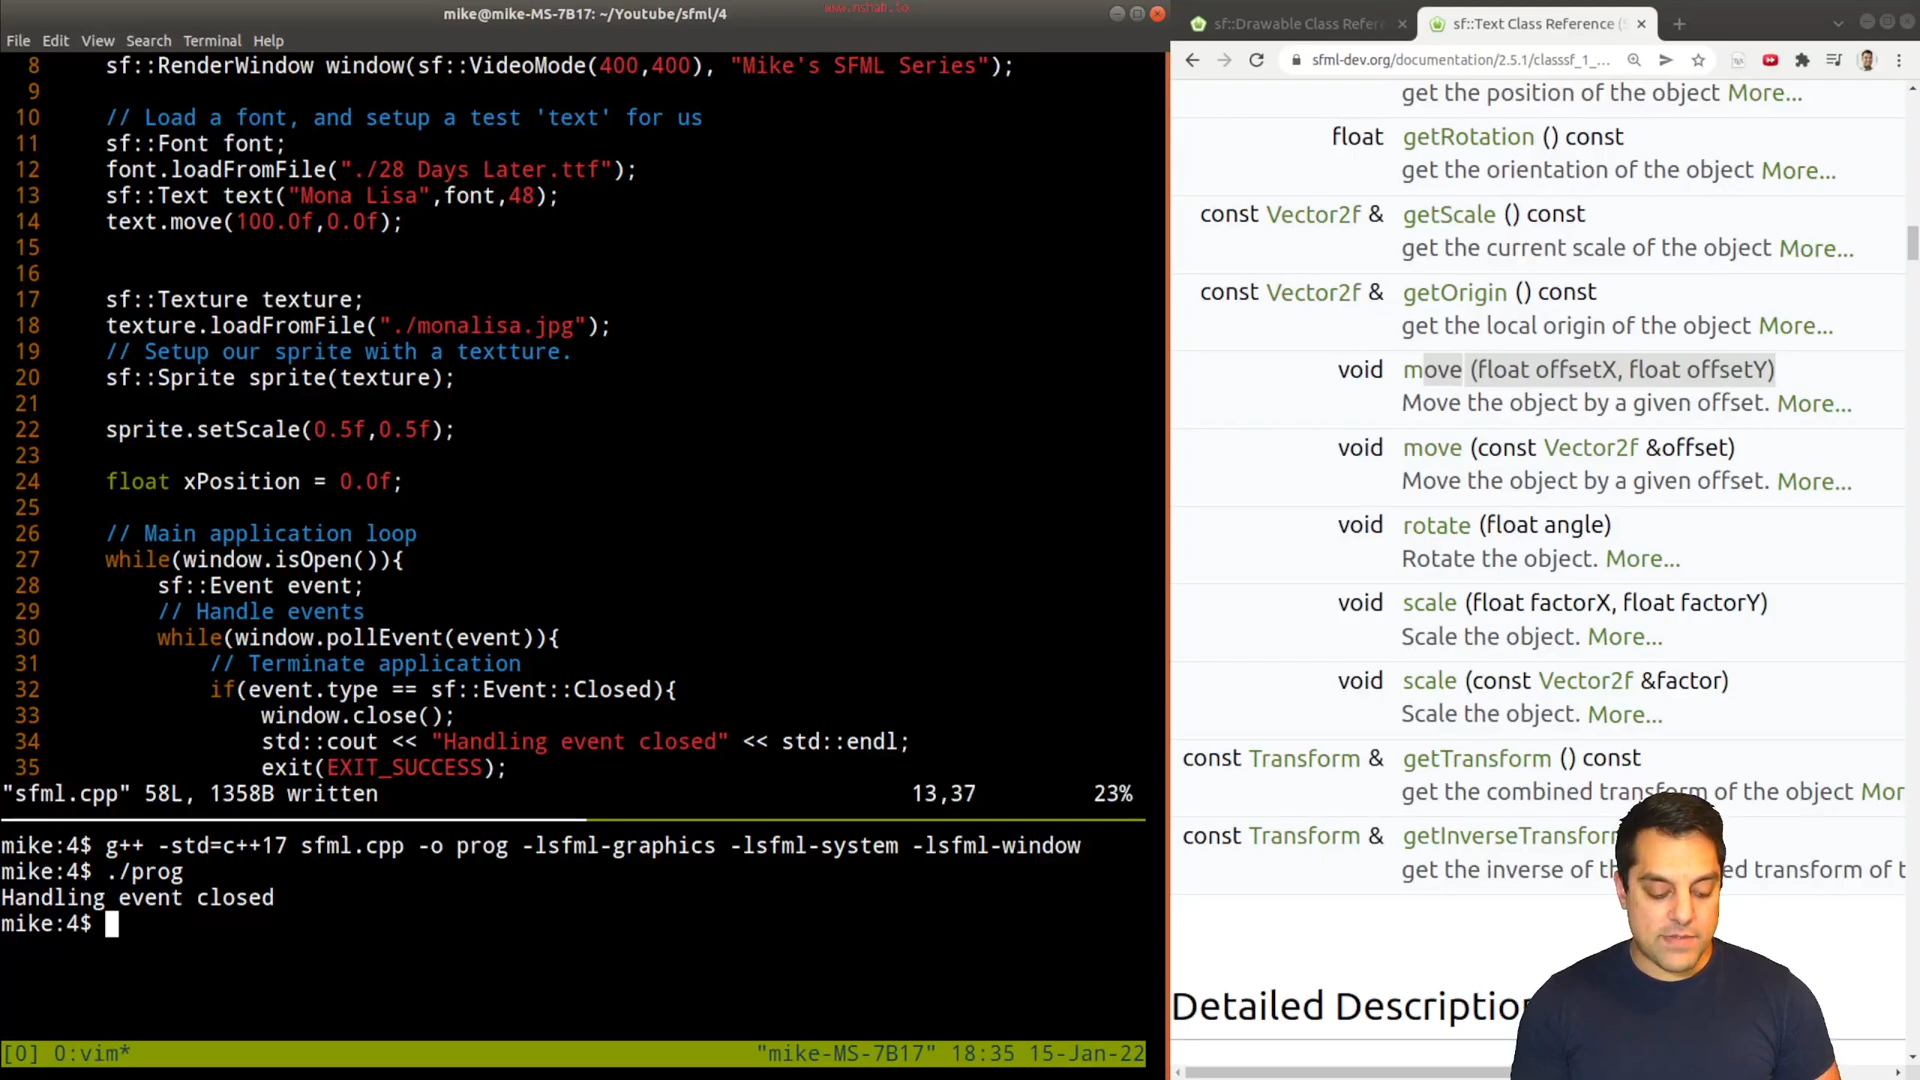 mike@mike-MS-7B17: ~/Youtube/sfml/4
File Edit View Search Terminal Help
8 sf::RenderWindow window(sf::VideoMode(400,400), "Mike's SFML Series");
9
10 // Load a font, and setup a test 'text' for us
11 sf::Font font;
12 font.loadFromFile("./28 Days Later.ttf");
13 sf::Text text("Mona Lisa",font,48);
14 text.move(100.0f,0.0f);
15
16
17 sf::Texture texture;
18 texture.loadFromFile("./monalisa.jpg");
19 // Setup our sprite with a textture.
20 sf::Sprite sprite(texture);
21
22 sprite.setScale(0.5f,0.5f);
23
24 float xPosition = 0.0f;
25
26 // Main application loop
27 while(window.isOpen()){
28 sf::Event event;
29 // Handle events
30 while(window.pollEvent(event)){
31 // Terminate application
32 if(event.type == sf::Event::Closed){
33 window.close();
34 std::cout << "Handling event closed" << std::endl;
35 exit(EXIT_SUCCESS);
"sfml.cpp" 58L, 1358B written 13,37 23%
mike:4$ g++ -std=c++17 sfml.cpp -o prog -lsfml-graphics -lsfml-system -lsfml-window
mike:4$ ./prog
Handling event closed
mike:4$
[0] 0:vim* "mike-MS-7B17" 18:35 15-Jan-22
sf::Drawable Class Refere
sf::Text Class Reference (
sfml-dev.org/documentation/2.5.1/classsf_1_...
get the position of the object More...
float getRotation () const
get the orientation of the object More...
const Vector2f & getScale () const
get the current scale of the object More...
const Vector2f & getOrigin () const
get the local origin of the object More...
void move (float offsetX, float offsetY)
Move the object by a given offset. More...
void move (const Vector2f &offset)
Move the object by a given offset. More...
void rotate (float angle)
Rotate the object. More...
void scale (float factorX, float factorY)
Scale the object. More...
void scale (const Vector2f &factor)
Scale the object. More...
const Transform & getTransform () const
get the combined transform of the object Mor
const Transform & getInverseTransform
get the inverse of the ed transform of t
Detailed Description